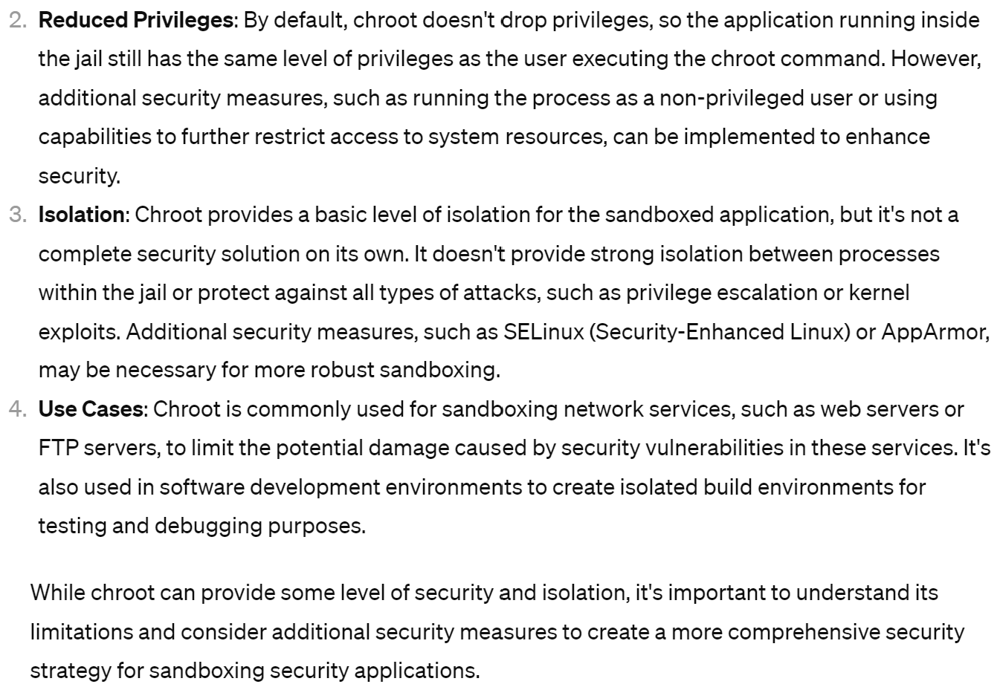 2. Reduced Privileges: By default, chroot doesn't drop privileges, so the application running inside
the jail still has the same level of privileges as the user executing the chroot command. However,
additional security measures, such as running the process as a non-privileged user or using
capabilities to further restrict access to system resources, can be implemented to enhance
security.
3. Isolation: Chroot provides a basic level of isolation for the sandboxed application, but it's not a
complete security solution on its own. It doesn't provide strong isolation between processes
within the jail or protect against all types of attacks, such as privilege escalation or kernel
exploits. Additional security measures, such as SELinux (Security-Enhanced Linux) or AppArmor,
may be necessary for more robust sandboxing.
4. Use Cases: Chroot is commonly used for sandboxing network services, such as web servers or
FTP servers, to limit the potential damage caused by security vulnerabilities in these services. It's
also used in software development environments to create isolated build environments for
testing and debugging purposes.
While chroot can provide some level of security and isolation, it's important to understand its
limitations and consider additional security measures to create a more comprehensive security
strategy for sandboxing security applications.